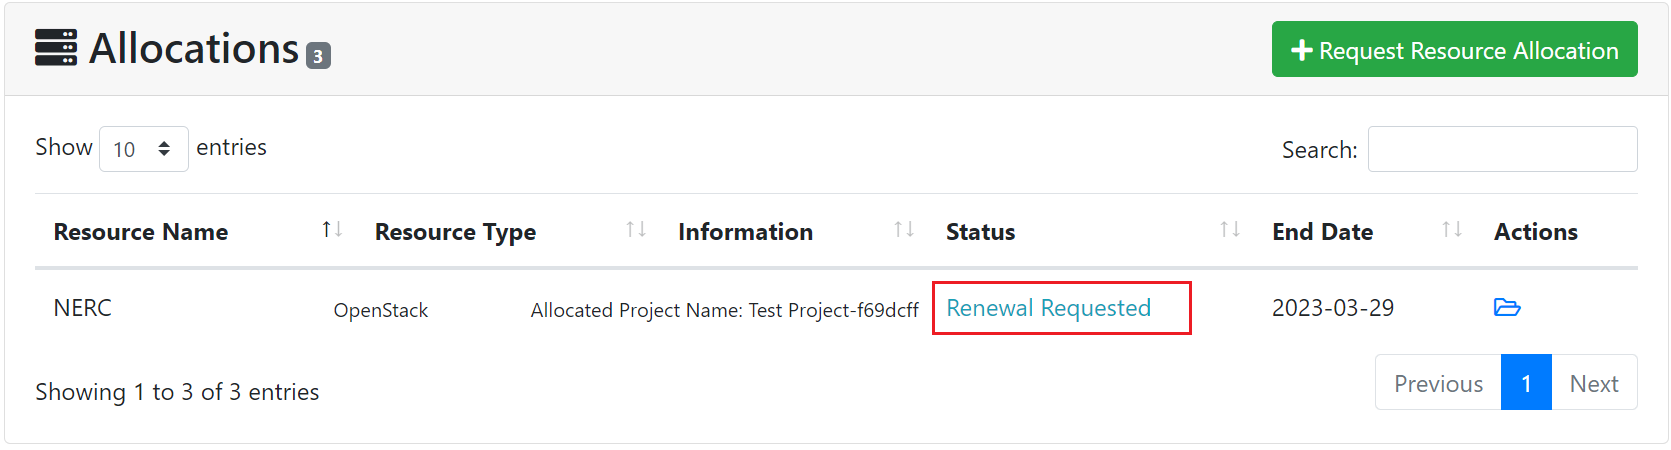 Allocations 3
+ Request Resource Allocation
Show 10 entries
Search:
Resource Name Resource Type Information Status End Date Actions
NERC OpenStack Allocated Project Name: Test Project-f69dcff Renewal Requested 2023-03-29
Showing 1 to 3 of 3 entries
Previous 1 Next